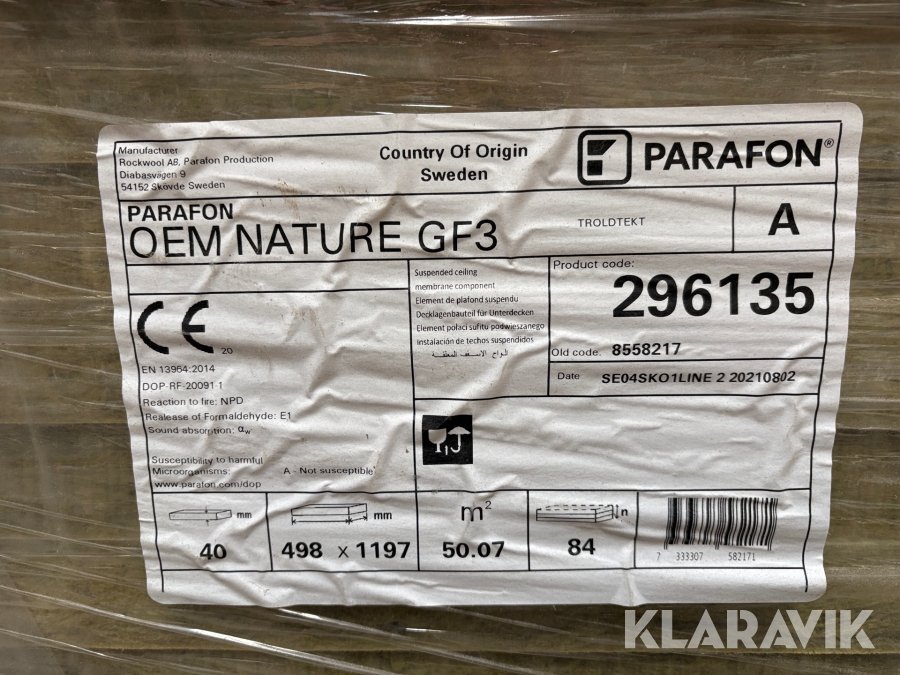 Manufacturer
Rockwool AB, Parafon Production
Diabasvägen 9
54152 Skövde Sweden
Country Of Origin
Sweden
PARAFON®
PARAFON
OEM NATURE GF3
TROLDTEKT
A
CE
20
EN 13964:2014
DOP-RF-20091 1
Reaction to fire: NPD
Realease of Formaldehyde: E1
Sound absorption: αw
Susceptibility to harmful
Microorganisms: A - Not susceptible
www.parafon.com/dop
Suspended ceiling
membrane component
Element de plafond suspendu
Decklagenbauteil für Unterdecken
Element połaci sufitu podwieszanego
Instalación de techos suspendidos
الواح الاسقف المعلقة
Product code:
296135
Old code: 8558217
Date SE04SKO1LINE 2 20210802
mm
40
mm
498 x 1197
m²
50.07
n
84
7 333307 582171
KLARAVIK